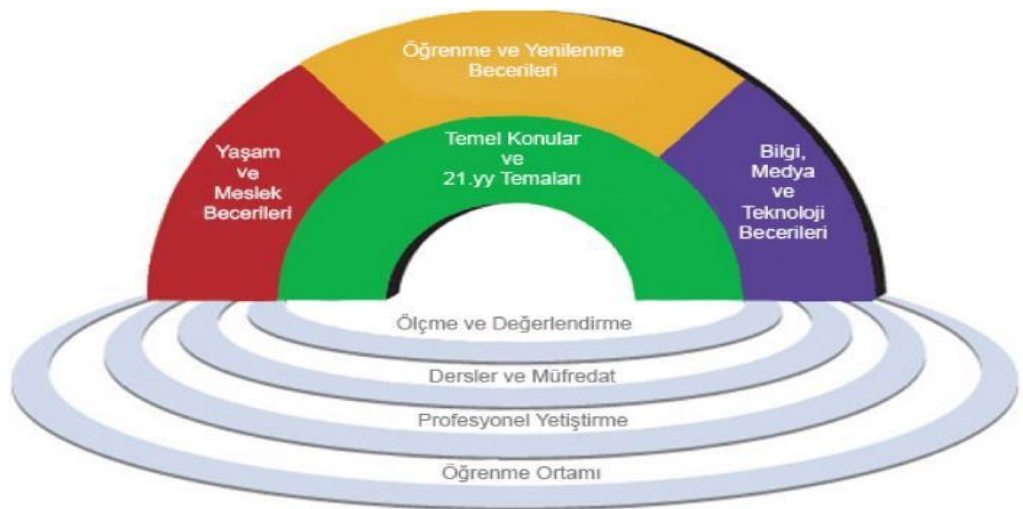 Öğrenme ve Yenilenme
Becerileri
Yaşam
ve
Meslek
Becerileri
Temel Konular
ve
21.yy Temaları
Bilgi,
Medya
ve
Teknoloji
Becerileri
Ölçme ve Değerlendirme
Dersler ve Müfredat
Profesyonel Yetiştirme
Öğrenme Ortamı